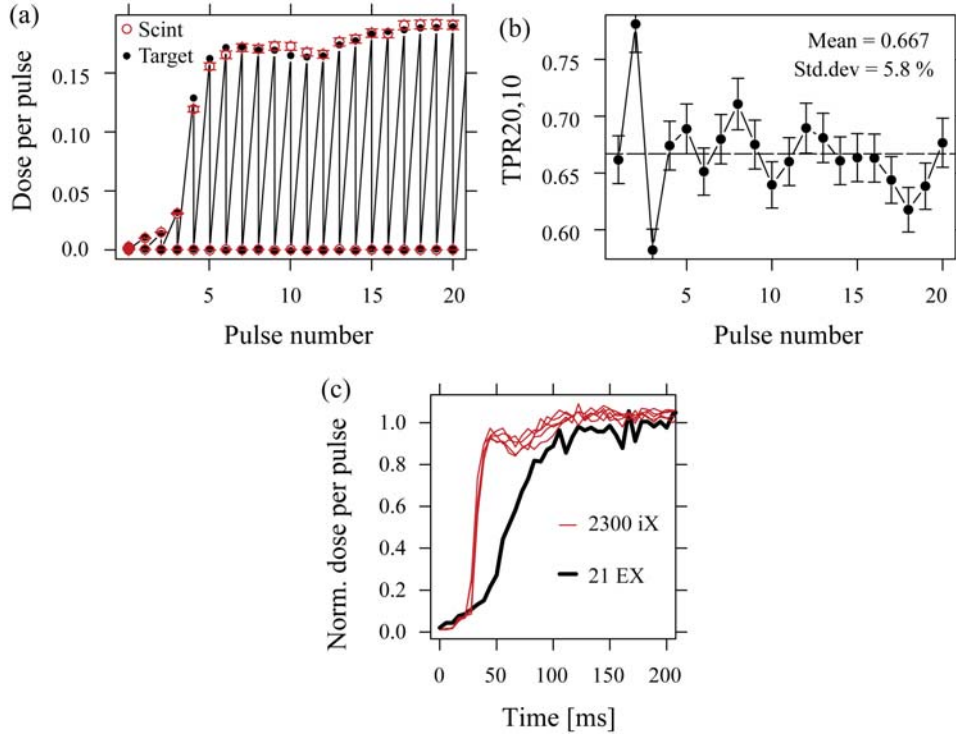 (a)
Scint
Target
Dose per pulse
0.15
0.10
0.05
0.0
5
10
15
20
Pulse number
(b)
Mean = 0.667
Std.dev = 5.8 %
TPR20,10
0.75
0.70
0.65
0.60
5
10
15
20
Pulse number
(c)
Norm. dose per pulse
1.0
0.8
0.6
0.4
0.2
0.0
2300 iX
21 EX
0
50
100
150
200
Time [ms]